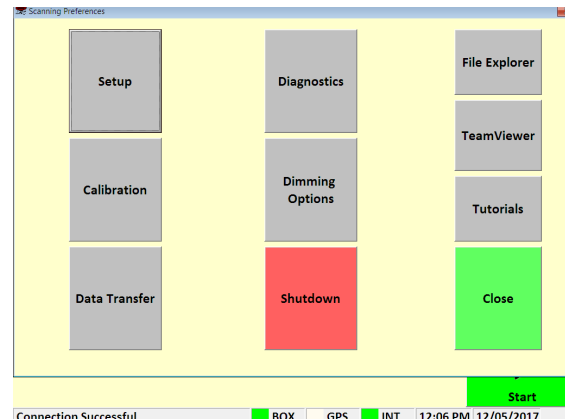 Scanning Preferences
Setup
Diagnostics
File Explorer
TeamViewer
Calibration
Dimming
Options
Tutorials
Data Transfer
Shutdown
Close
Start
Connection Successful BOX GPS INT 12:06 PM 12/05/2017